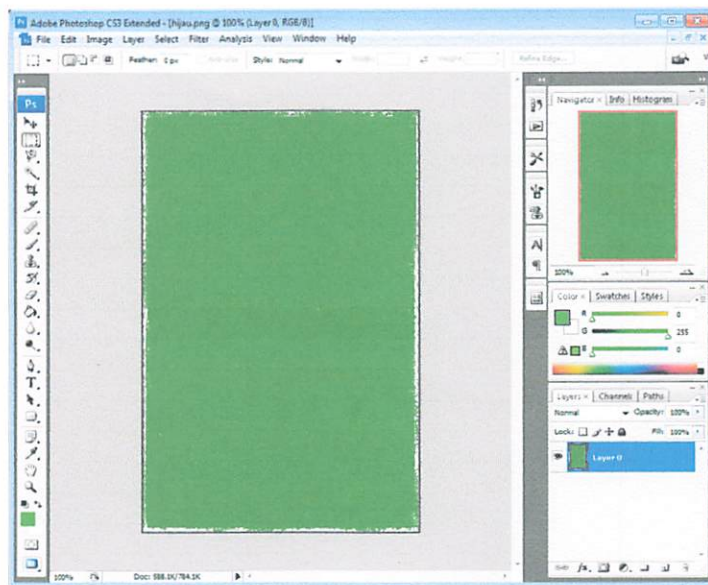 Adobe Photoshop CS3 Extended - [hijau.png @ 100% (Layer 0, RGB/8)]
File Edit Image Layer Select Filter Analysis View Window Help
Feather: 0 px Style: Normal Refine Edge...
Ps
Navigator × Info Histogram
100%
Color × Swatches Styles
R 0
G 255
B 0
Layers × Channels Paths
Normal Opacity: 100%
Lock: Fill: 100%
Layer 0
100% Doc: 588.1K/784.1K